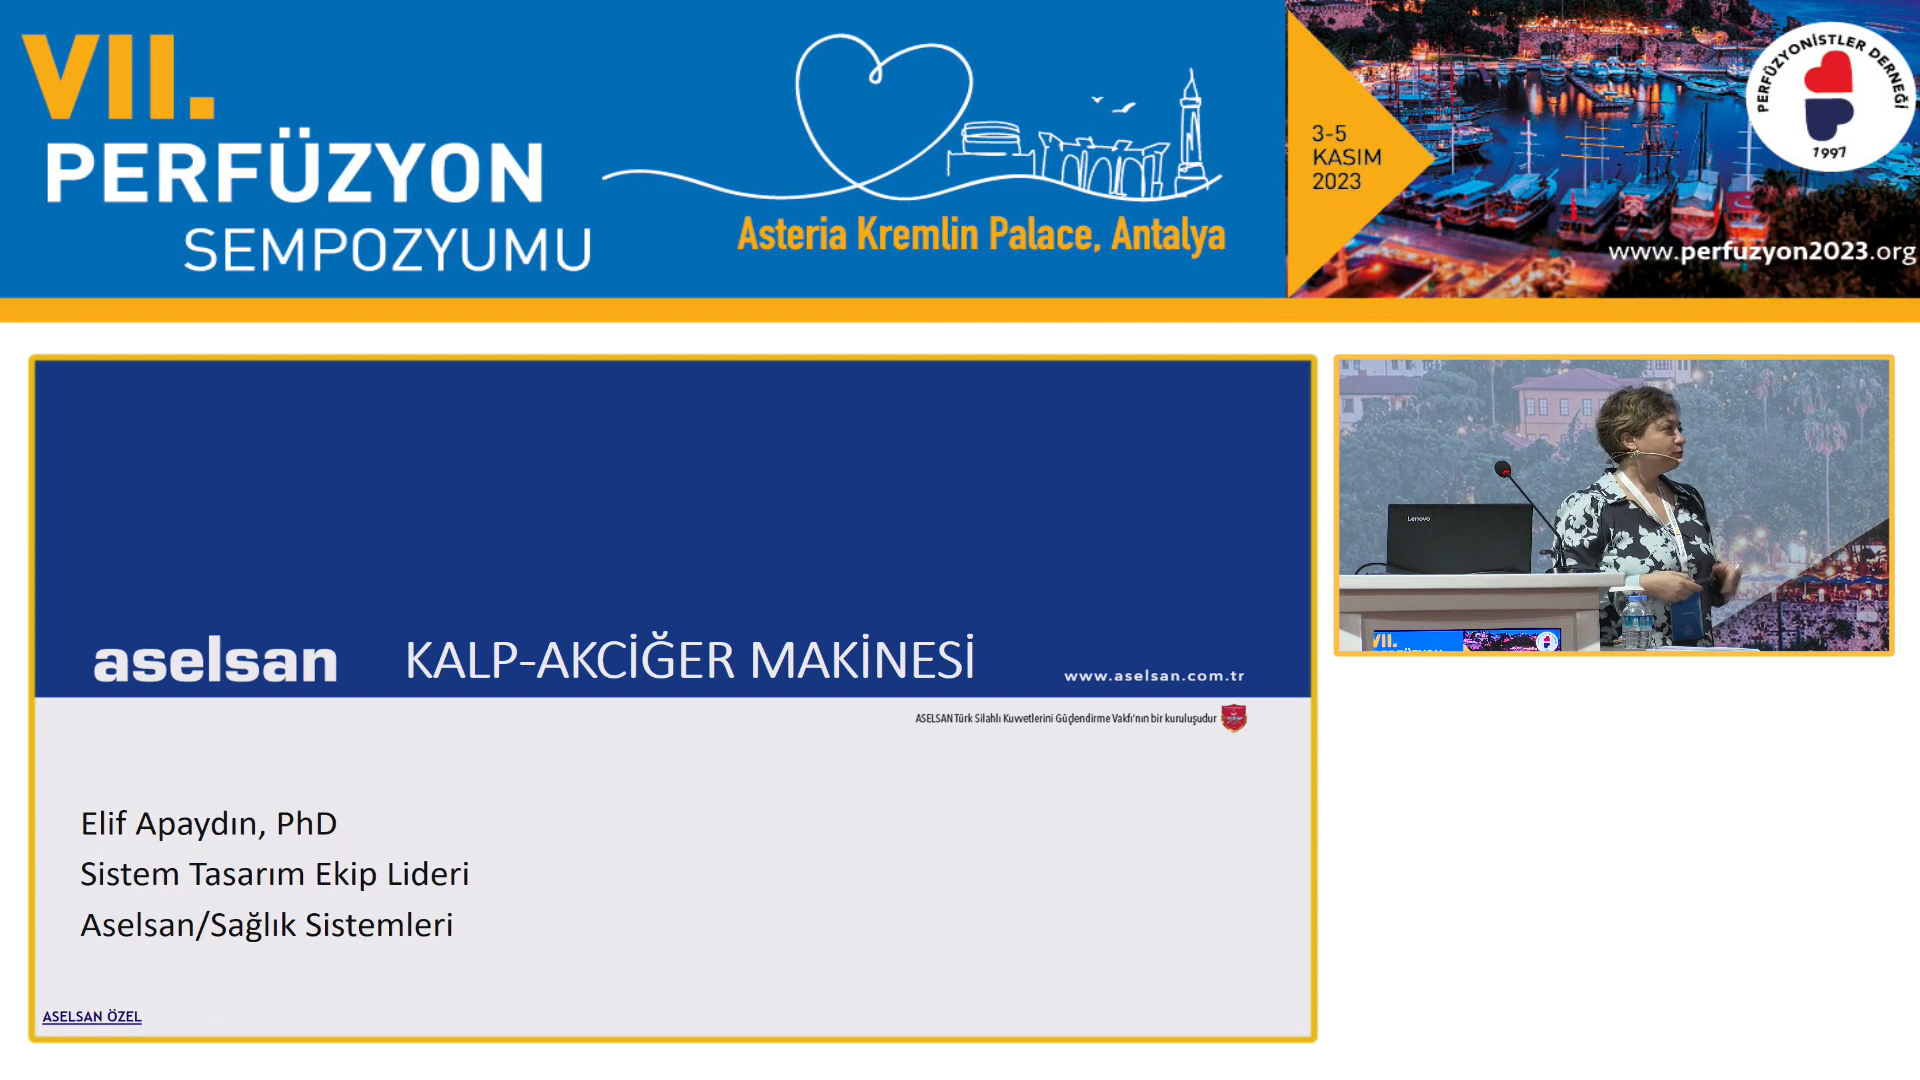 VII.
PERFÜZYON
SEMPOZYUMU
Asteria Kremlin Palace, Antalya
3-5
KASIM
2023
PERFÜZYONİSTLER DERNEĞİ
1997
www.perfuzyon2023.org
aselsan
KALP-AKCİĞER MAKİNESİ
www.aselsan.com.tr
ASELSAN Türk Silahlı Kuvvetlerini Güçlendirme Vakfı'nın bir kuruluşudur
Elif Apaydın, PhD
Sistem Tasarım Ekip Lideri
Aselsan/Sağlık Sistemleri
ASELSAN ÖZEL
Lenovo
VII.